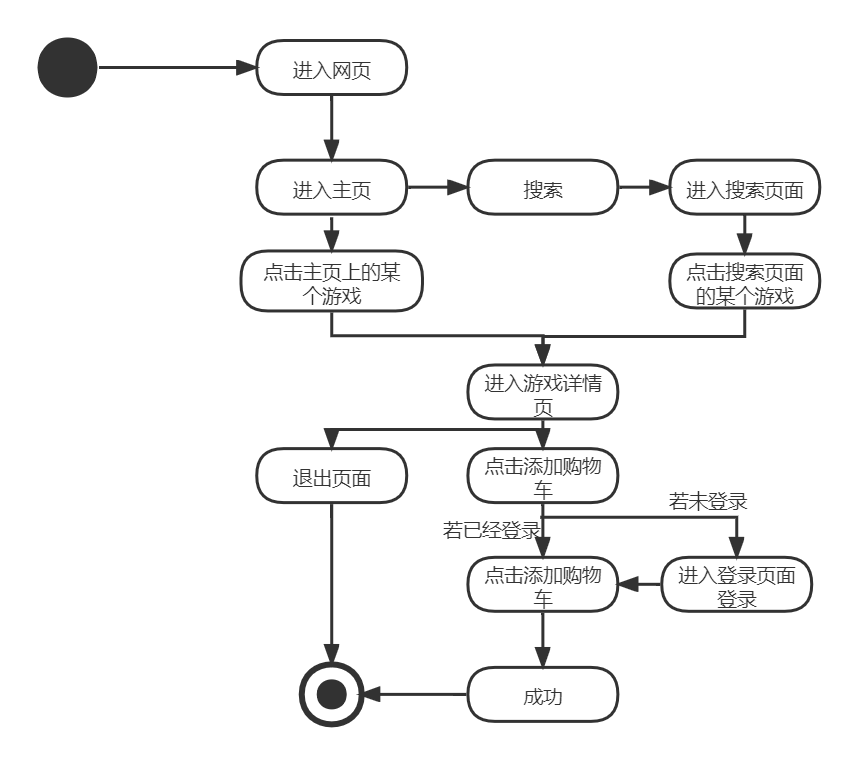 进入网页
进入主页
搜索
进入搜索页面
点击主页上的某
个游戏
点击搜索页面
的某个游戏
进入游戏详情
页
退出页面
点击添加购物
车
若未登录
若已经登录
点击添加购物
车
进入登录页面
登录
成功